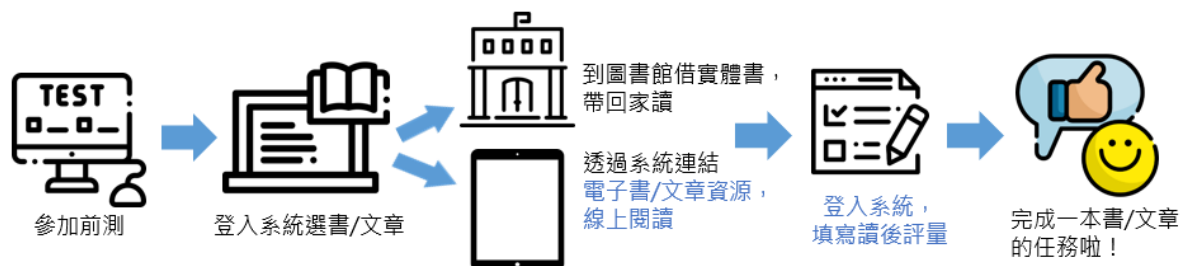 TEST
參加前測
登入系統選書/文章
到圖書館借實體書，
帶回家讀
透過系統連結
電子書/文章資源，
線上閱讀
登入系統，
填寫讀後評量
完成一本書/文章
的任務啦！